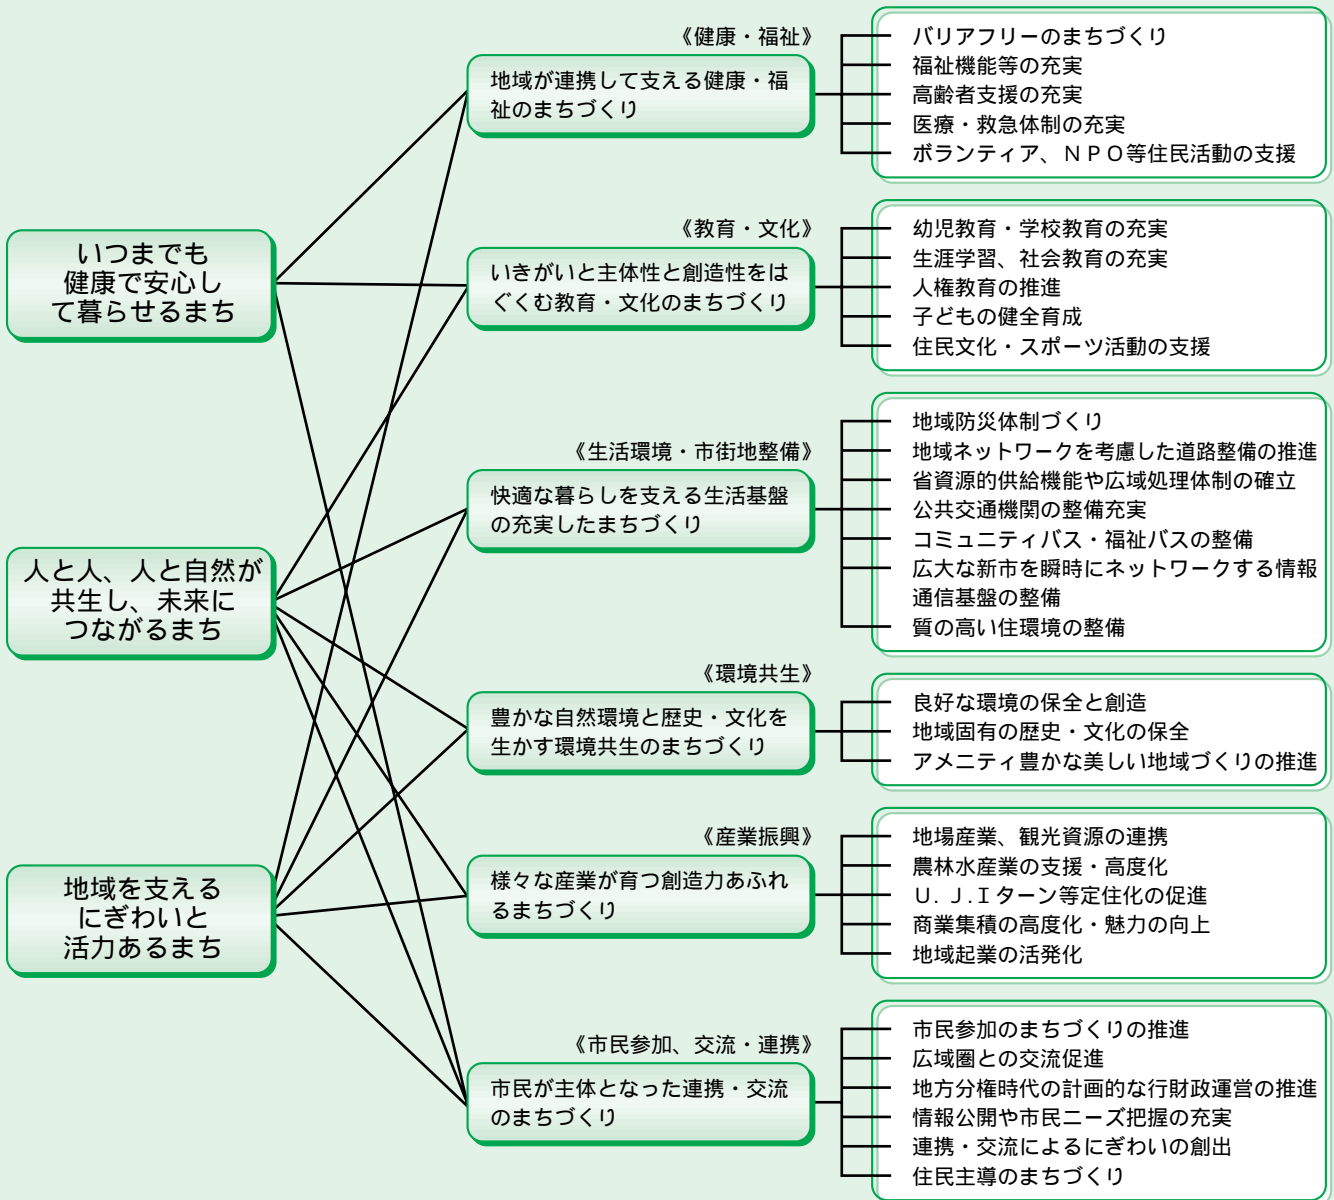 いつまでも
健康で安心し
て暮らせるまち
人と人、人と自然が
共生し、未来に
つながるまち
地域を支える
にぎわいと
活力あるまち
《健康・福祉》
地域が連携して支える健康・福
祉のまちづくり
バリアフリーのまちづくり
福祉機能等の充実
高齢者支援の充実
医療・救急体制の充実
ボランティア、ＮＰＯ等住民活動の支援
《教育・文化》
いきがいと主体性と創造性をは
ぐくむ教育・文化のまちづくり
幼児教育・学校教育の充実
生涯学習、社会教育の充実
人権教育の推進
子どもの健全育成
住民文化・スポーツ活動の支援
《生活環境・市街地整備》
快適な暮らしを支える生活基盤
の充実したまちづくり
地域防災体制づくり
地域ネットワークを考慮した道路整備の推進
省資源的供給機能や広域処理体制の確立
公共交通機関の整備充実
コミュニティバス・福祉バスの整備
広大な新市を瞬時にネットワークする情報
通信基盤の整備
質の高い住環境の整備
《環境共生》
豊かな自然環境と歴史・文化を
生かす環境共生のまちづくり
良好な環境の保全と創造
地域固有の歴史・文化の保全
アメニティ豊かな美しい地域づくりの推進
《産業振興》
様々な産業が育つ創造力あふれ
るまちづくり
地場産業、観光資源の連携
農林水産業の支援・高度化
Ｕ．Ｊ．Ｉターン等定住化の促進
商業集積の高度化・魅力の向上
地域起業の活発化
《市民参加、交流・連携》
市民が主体となった連携・交流
のまちづくり
市民参加のまちづくりの推進
広域圏との交流促進
地方分権時代の計画的な行財政運営の推進
情報公開や市民ニーズ把握の充実
連携・交流によるにぎわいの創出
住民主導のまちづくり